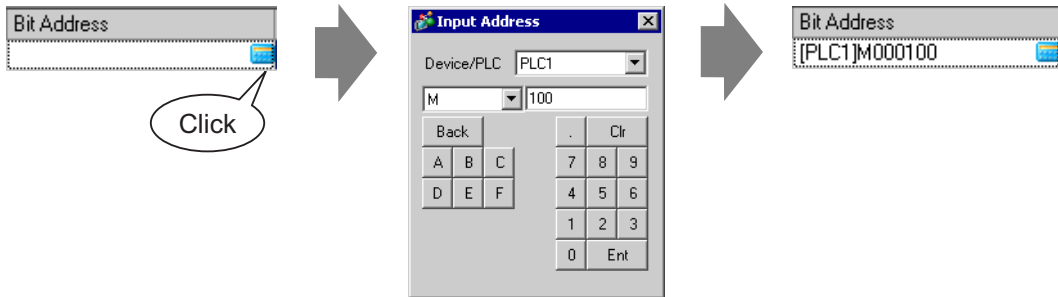 Bit Address
Click
Input Address
Device/PLC PLC1
M 100
Back . Clr
A B C 7 8 9
D E F 4 5 6
1 2 3
0 Ent
Bit Address
[PLC1]M000100